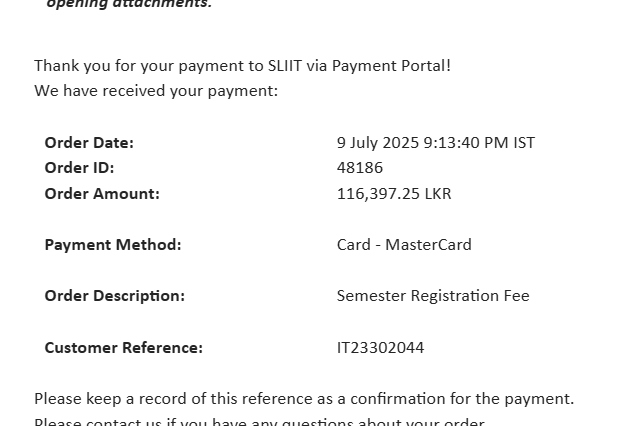 opening attachments.
Thank you for your payment to SLIIT via Payment Portal!
We have received your payment:
Order Date: 9 July 2025 9:13:40 PM IST
Order ID: 48186
Order Amount: 116,397.25 LKR
Payment Method: Card - MasterCard
Order Description: Semester Registration Fee
Customer Reference: IT23302044
Please keep a record of this reference as a confirmation for the payment.
Please contact us if you have any questions about your order.